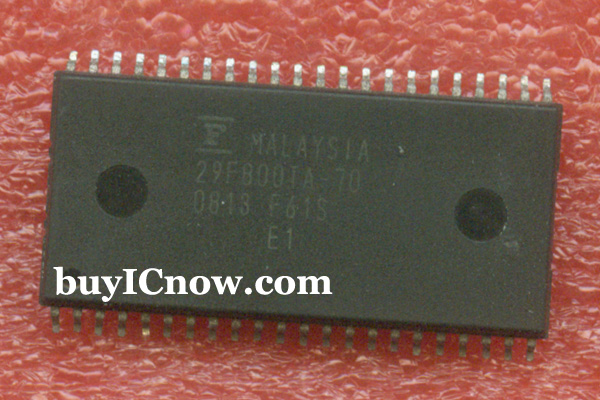 F MALAYSIA
29F800TA-70
0813 F61S
E1
buyICnow.com